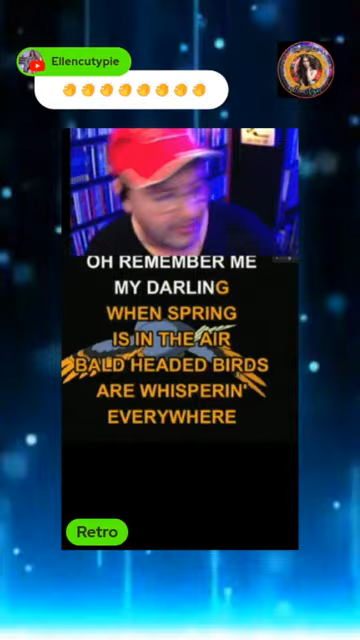 Ellencutypie
👏👏👏👏👏👏👏👏
OH REMEMBER ME
MY DARLING
WHEN SPRING
IS IN THE AIR
BALD HEADED BIRDS
ARE WHISPERIN'
EVERYWHERE
Retro